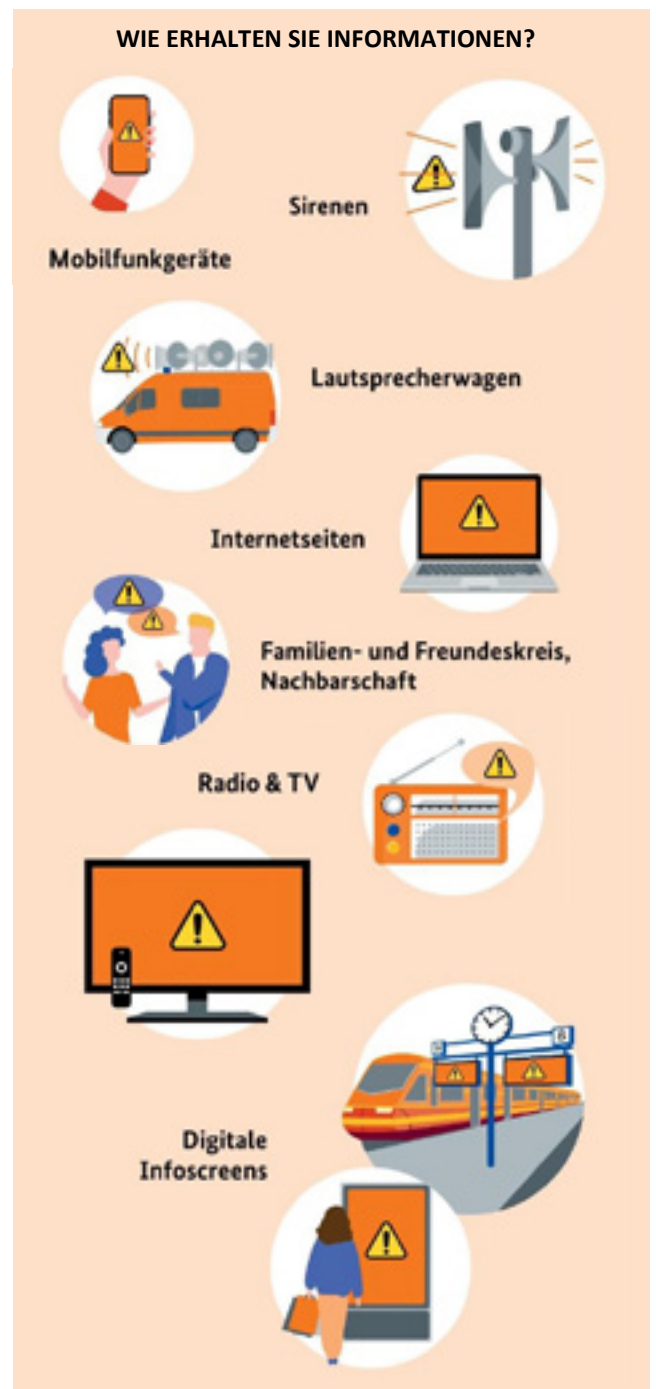 WIE ERHALTEN SIE INFORMATIONEN?
Sirenen
Mobilfunkgeräte
Lautsprecherwagen
Internetseiten
Familien- und Freundeskreis,
Nachbarschaft
Radio & TV
Digitale
Infoscreens